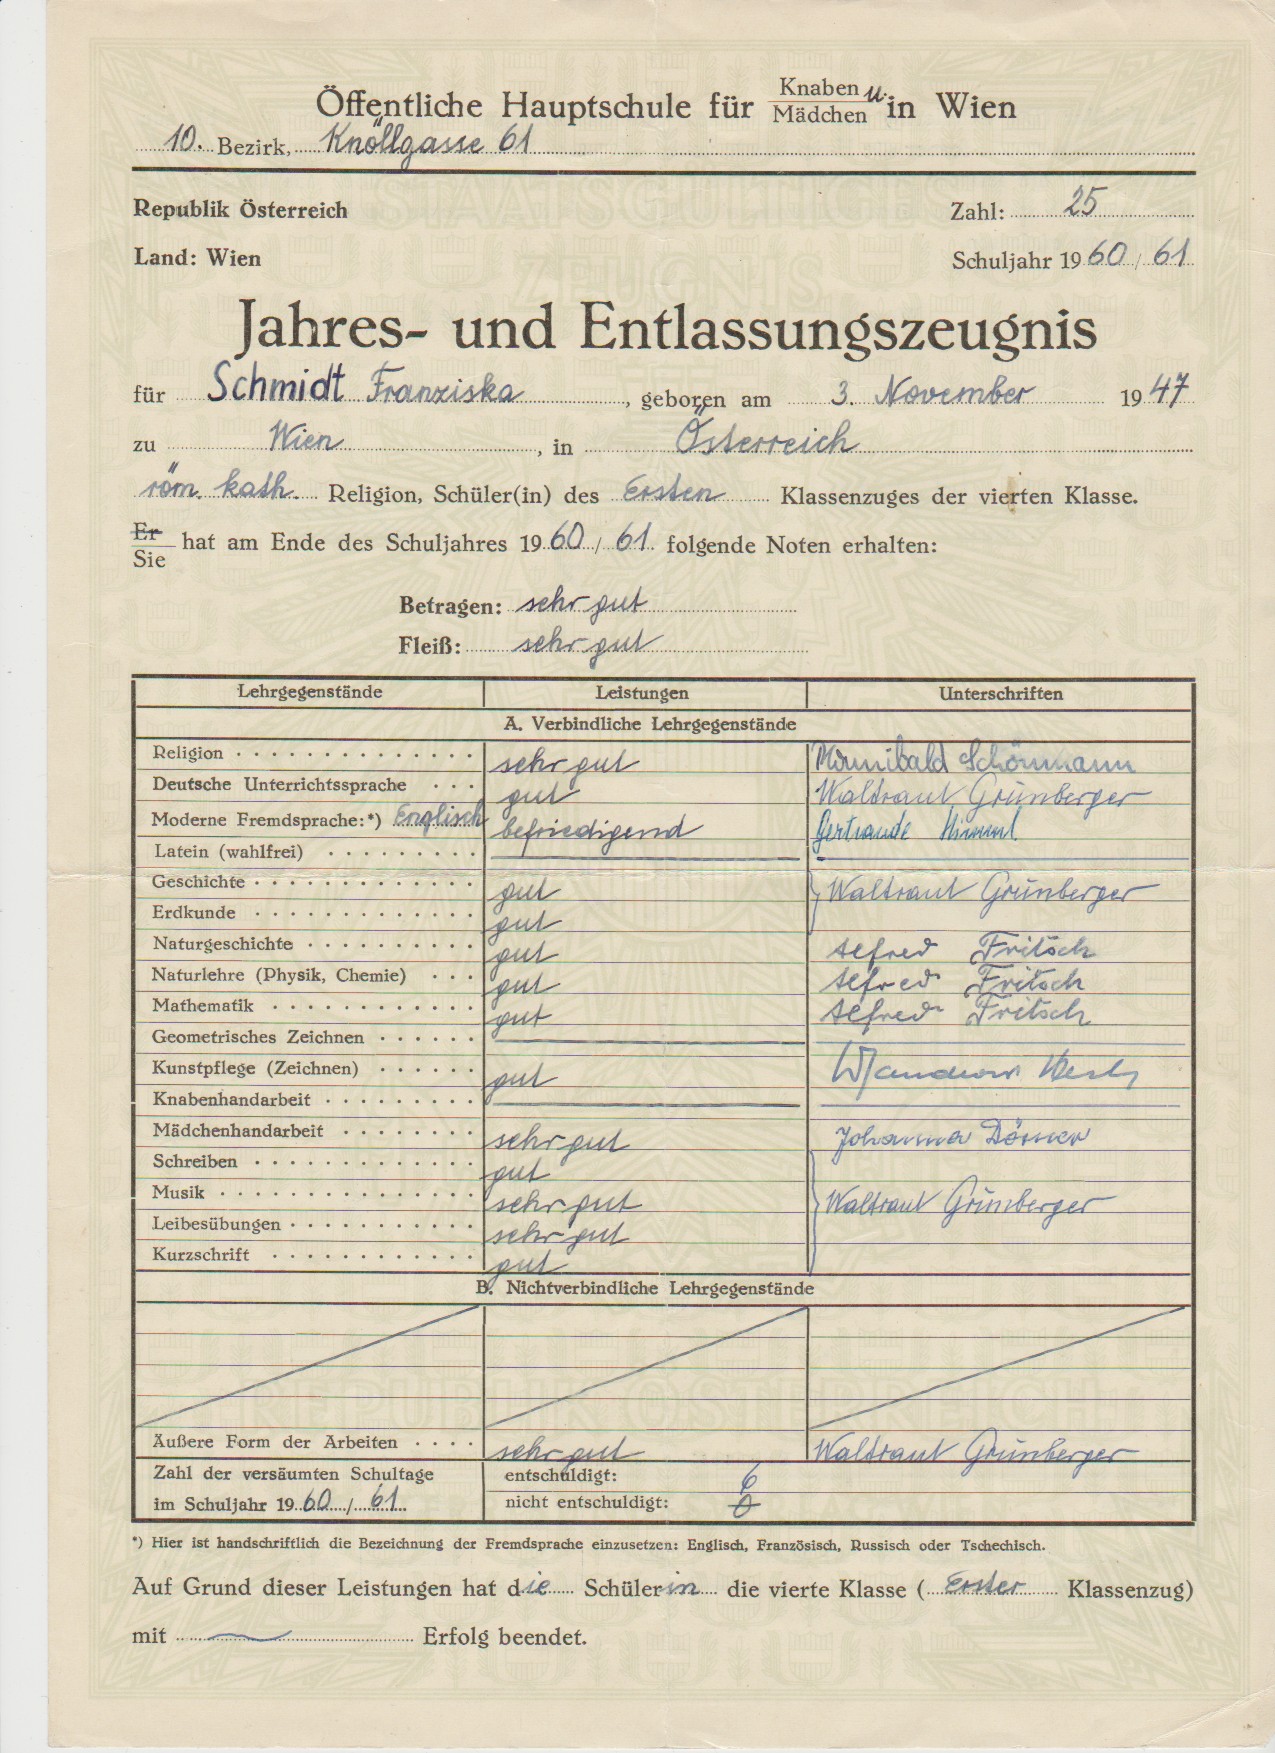 Öffentliche Hauptschule für Knaben u. Mädchen in Wien
10. Bezirk, Knöllgasse 61
Republik Österreich Zahl: 25
Land: Wien Schuljahr 1960/61
Jahres- und Entlassungszeugnis
für Schmidt Franziska, geboren am 3. November 1947
zu Wien, in Österreich
röm. kath. Religion, Schüler(in) des Ersten Klassenzuges der vierten Klasse.
Er
Sie hat am Ende des Schuljahres 1960/61 folgende Noten erhalten:
Betragen: sehr gut
Fleiß: sehr gut
Lehrgegenstände Leistungen Unterschriften
A. Verbindliche Lehrgegenstände
Religion sehr gut Schönmann
Deutsche Unterrichtssprache gut Waltraut Grünberger
Moderne Fremdsprache:*) Englisch befriedigend Gertraude
Latein (wahlfrei)
Geschichte gut Waltraut Grünberger
Erdkunde gut
Naturgeschichte gut Alfred Fritsch
Naturlehre (Physik, Chemie) gut Alfred Fritsch
Mathematik gut Alfred Fritsch
Geometrisches Zeichnen
Kunstpflege (Zeichnen) gut
Knabenhandarbeit
Mädchenhandarbeit sehr gut Johanna
Schreiben gut
Musik sehr gut Waltraut Grünberger
Leibesübungen sehr gut
Kurzschrift gut
B. Nichtverbindliche Lehrgegenstände
Äußere Form der Arbeiten sehr gut Waltraut Grünberger
Zahl der versäumten Schultage entschuldigt: 6
im Schuljahr 1960/61 nicht entschuldigt: 0
*) Hier ist handschriftlich die Bezeichnung der Fremdsprache einzusetzen: Englisch, Französisch, Russisch oder Tschechisch.
Auf Grund dieser Leistungen hat die Schülerin die vierte Klasse (Erster Klassenzug)
mit Erfolg beendet.